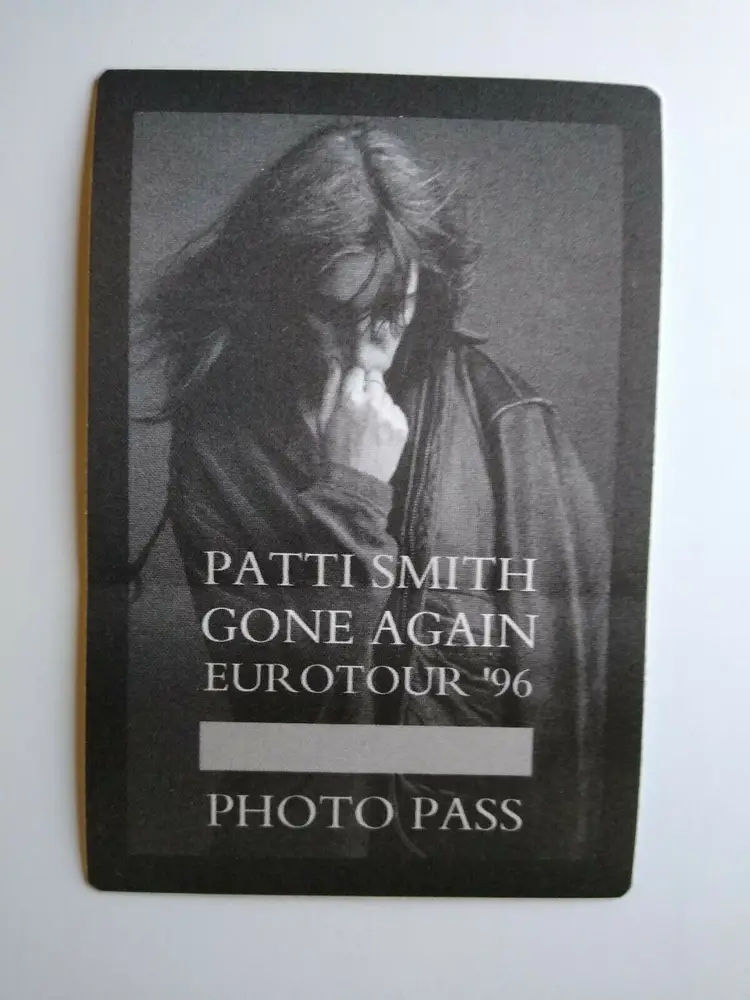 PATTI SMITH
GONE AGAIN
EUROTOUR '96
PHOTO PASS